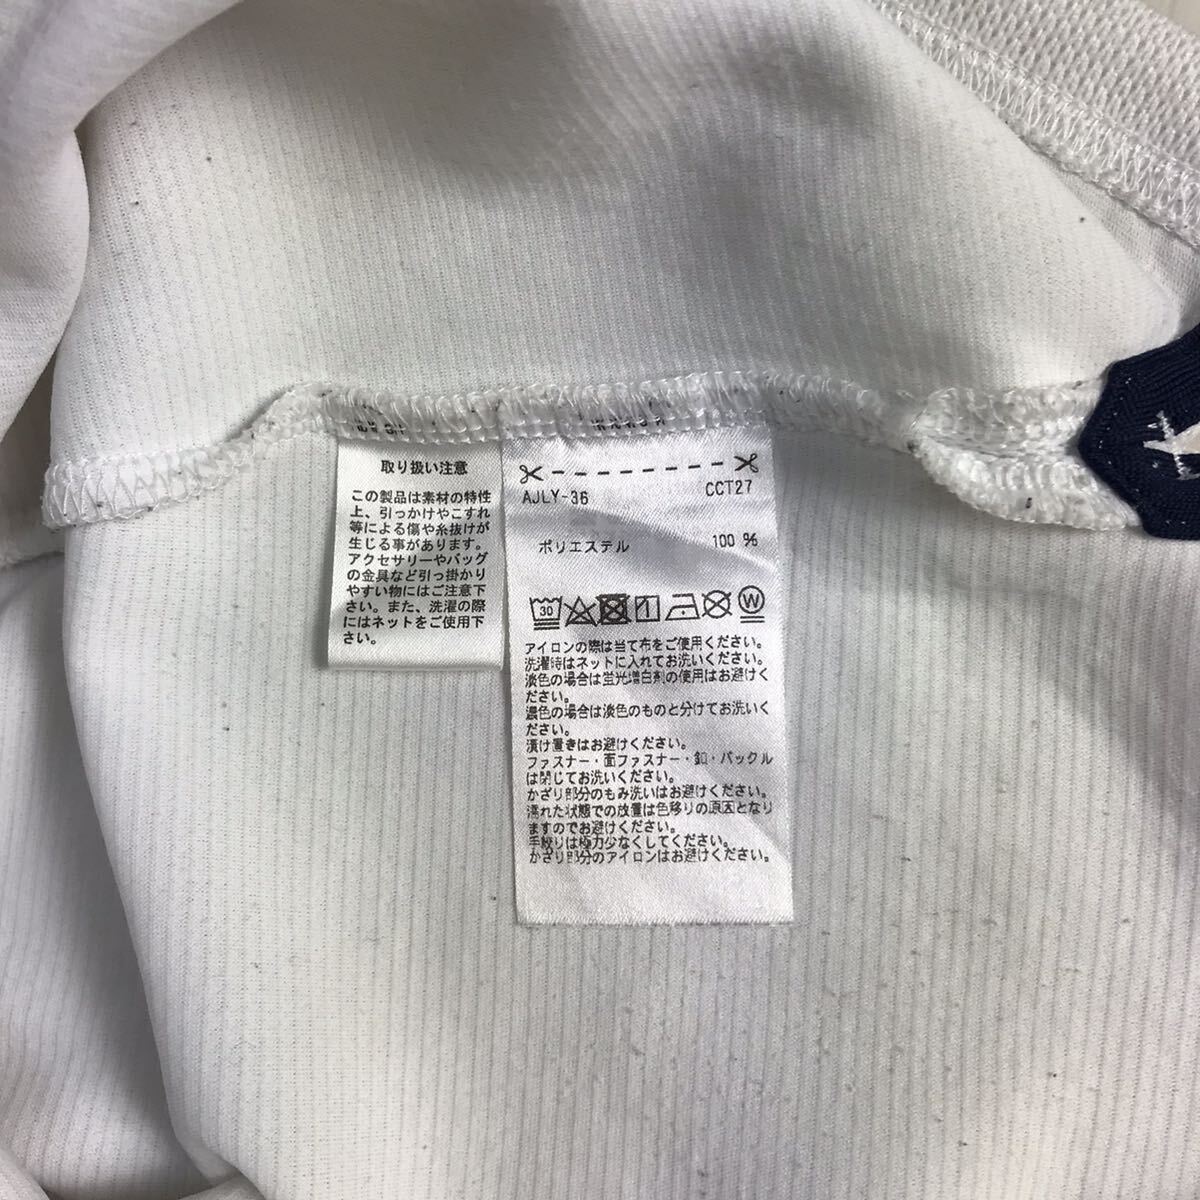 取り扱い注意
この製品は素材の特性
上、引っかけやこすれ
等による傷や糸抜けが
生じる事があります。
アクセサリーやバッグ
の金具など引っ掛かり
やすい物にはご注意下
さい。また、洗濯の際
にはネットをご使用下
さい。
AJLY-36 CCT27
ポリエステル 100 %
30 W
アイロンの際は当て布をご使用ください。
洗濯時はネットに入れてお洗いください。
淡色の場合は蛍光増白剤の使用はお避けく
ださい。
濃色の場合は淡色のものと分けてお洗いく
ださい。
漬け置きはお避けください。
ファスナー・面ファスナー・釦・バックル
は閉じてお洗いください。
かざり部分のもみ洗いはお避けください。
濡れた状態での放置は色移りの原因となり
ますのでお避けください。
手絞りは極力少なくしてください。
かざり部分のアイロンはお避けください。